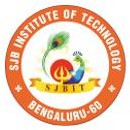 SJB INSTITUTE OF TECHNOLOGY
SJBIT
BENGALURU-60